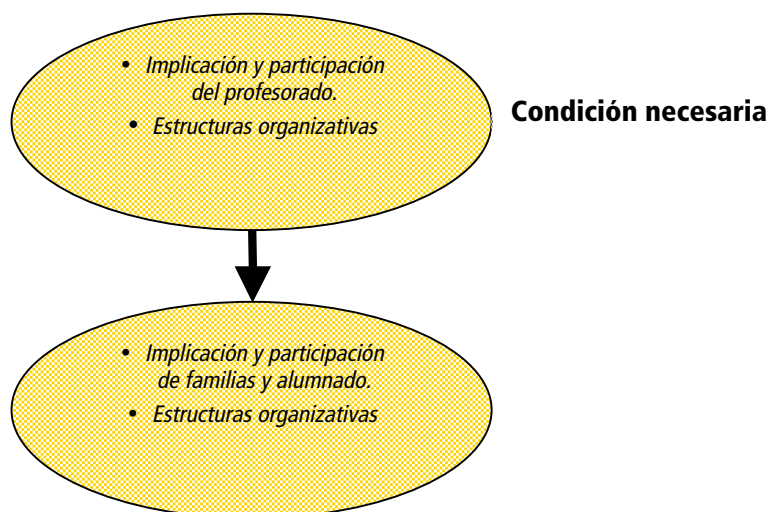 • Implicación y participación
del profesorado.
• Estructuras organizativas
Condición necesaria
• Implicación y participación
de familias y alumnado.
• Estructuras organizativas